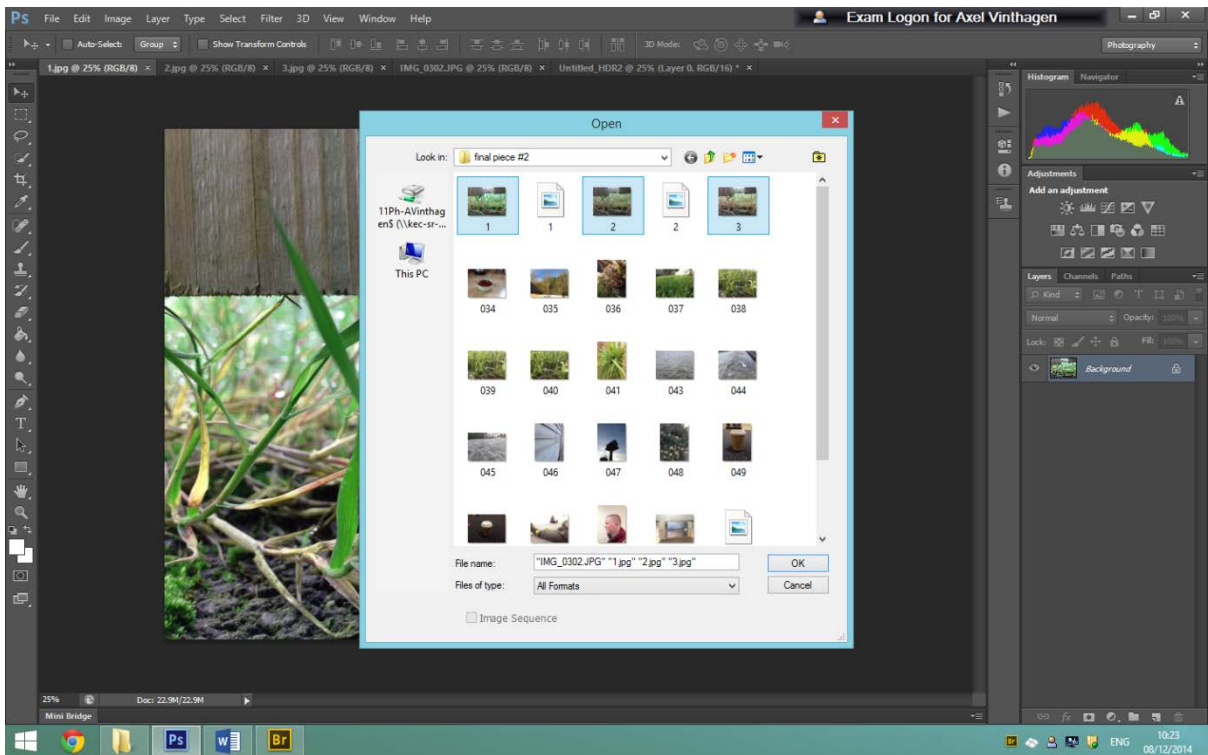 Ps File Edit Image Layer Type Select Filter 3D View Window Help
Exam Logon for Axel Vinthagen
Auto-Select: Group Show Transform Controls 3D Mode: Photography
1.jpg @ 25% (RGB/8) × 2.jpg @ 25% (RGB/8) × 3.jpg @ 25% (RGB/8) × IMG_0302.JPG @ 25% (RGB/8) × Untitled_HDR2 @ 25% (Layer 0, RGB/16) * ×
Open
Look in: final piece #2
11Ph-AVinthag
en$ (\\kec-sr-...
This PC
1 1 2 2 3
034 035 036 037 038
039 040 041 043 044
045 046 047 048 049
File name: "IMG_0302.JPG" "1.jpg" "2.jpg" "3.jpg" OK
Files of type: All Formats Cancel
Image Sequence
Histogram Navigator
Adjustments
Add an adjustment
Layers Channels Paths
Kind
Normal Opacity: 100%
Lock: Fill: 100%
Background
25% Doc: 22.9M/22.9M
Mini Bridge
Ps W Br
Br ENG 10:23
08/12/2014